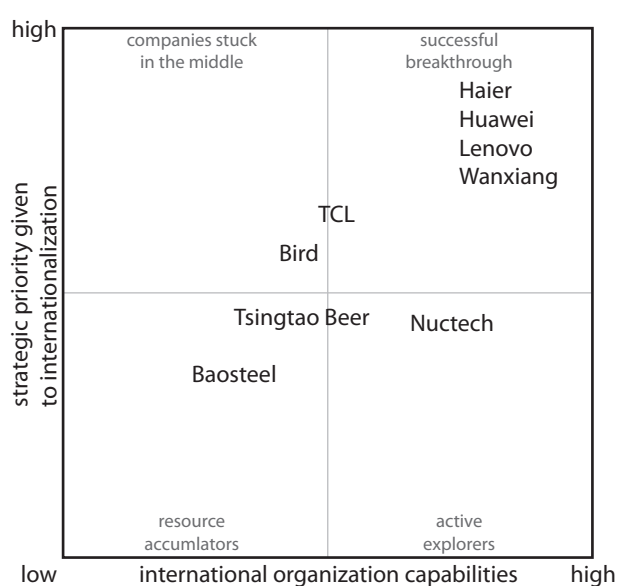 high
companies stuck
in the middle
successful
breakthrough
Haier
Huawei
Lenovo
Wanxiang
TCL
Bird
strategic priority given
to internationalization
Tsingtao Beer
Nuctech
Baosteel
resource
accumlators
active
explorers
low
international organization capabilities
high